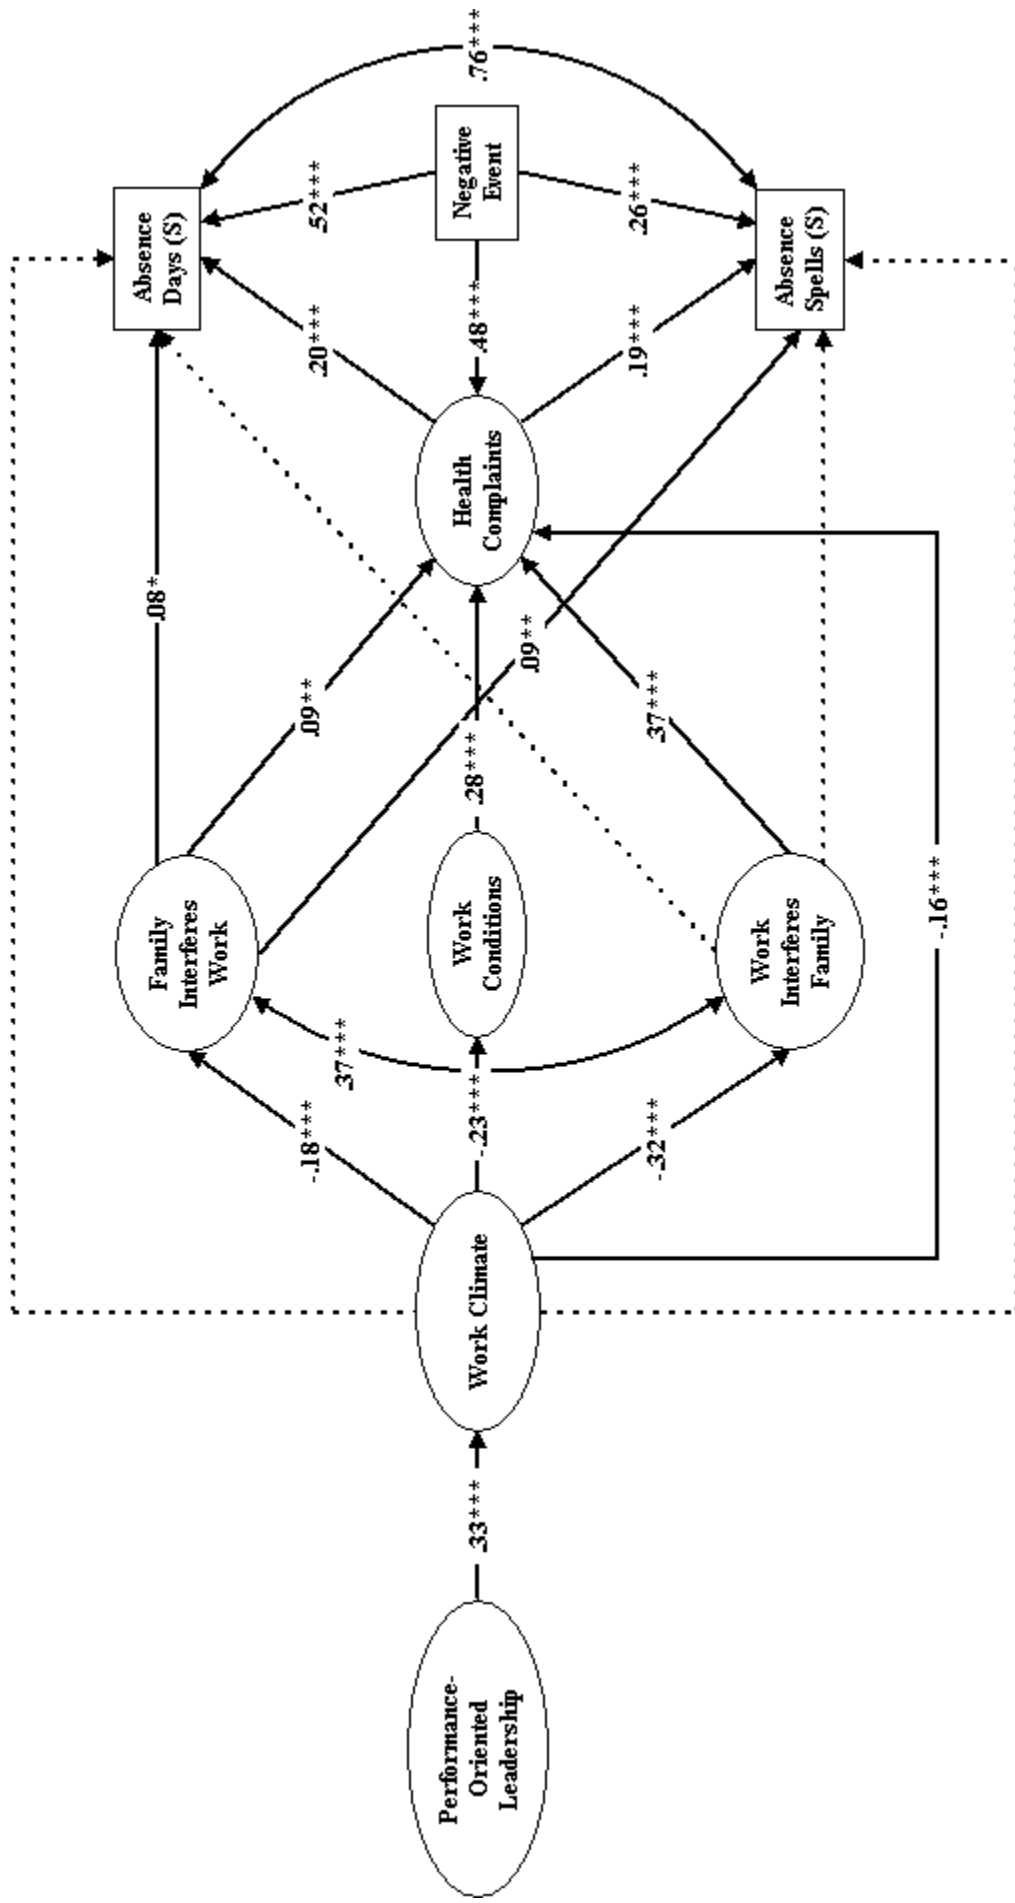 Performance-
Oriented
Leadership
.33***
Work Climate
-.18***
-.23***
-.32***
-.16***
Family
Interferes
Work
.37***
Work
Conditions
Work
Interferes
Family
.08*
.09**
.28***
.09**
.37***
Health
Complaints
.20***
.48***
.19***
Absence
Days (S)
.52***
Negative
Event
.26***
Absence
Spells (S)
.76***